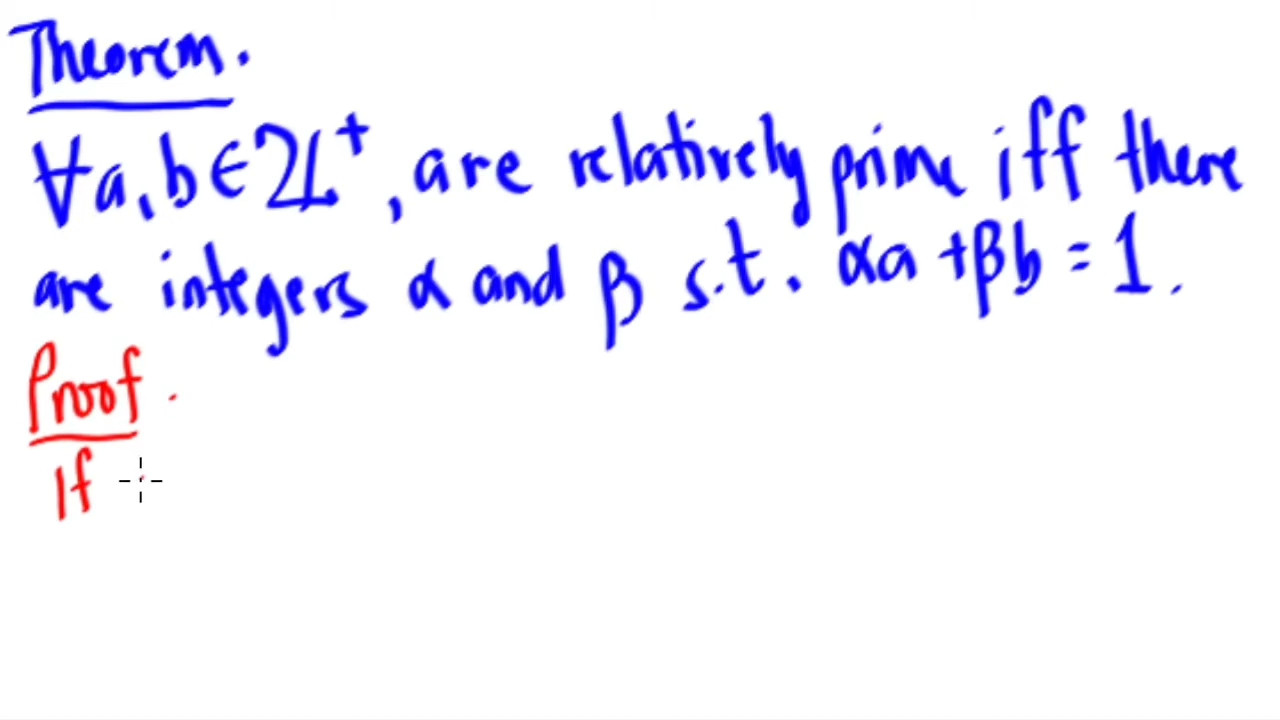 Theorem.
∀a, b ∈ ℤ⁺, are relatively prime iff there
are integers α and β s.t. αa + βb = 1.
Proof.
If